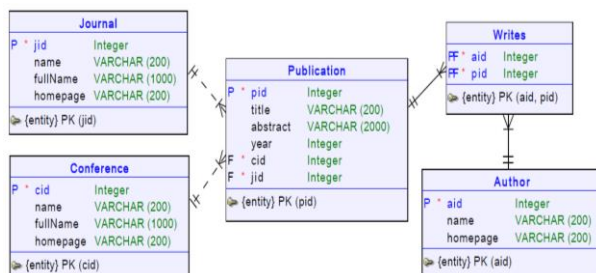 Journal
P * jid Integer
name VARCHAR (200)
fullName VARCHAR (1000)
homepage VARCHAR (200)
{entity} PK (jid)
Conference
P * cid Integer
name VARCHAR (200)
fullName VARCHAR (1000)
homepage VARCHAR (200)
{entity} PK (cid)
Publication
P * pid Integer
title VARCHAR (200)
abstract VARCHAR (2000)
year Integer
F * cid Integer
F * jid Integer
{entity} PK (pid)
Writes
PF * aid Integer
PF * pid Integer
{entity} PK (aid, pid)
Author
P * aid Integer
name VARCHAR (200)
homepage VARCHAR (200)
{entity} PK (aid)